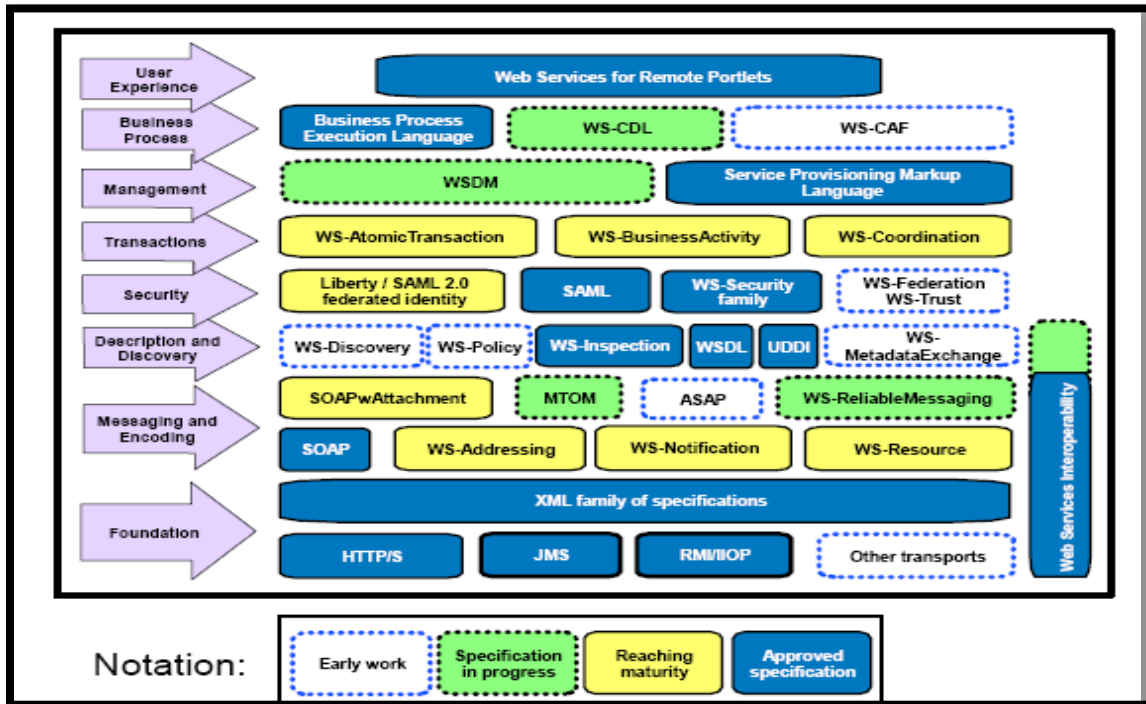 User
Experience
Web Services for Remote Portlets
Business
Process
Business Process
Execution Language
WS-CDL
WS-CAF
Management
WSDM
Service Provisioning Markup
Language
Transactions
WS-AtomicTransaction
WS-BusinessActivity
WS-Coordination
Security
Liberty / SAML 2.0
federated identity
SAML
WS-Security
family
WS-Federation
WS-Trust
Description and
Discovery
WS-Discovery
WS-Policy
WS-Inspection
WSDL
UDDI
WS-
MetadataExchange
Messaging and
Encoding
SOAPwAttachment
MTOM
ASAP
WS-ReliableMessaging
SOAP
WS-Addressing
WS-Notification
WS-Resource
Foundation
XML family of specifications
HTTP/S
JMS
RMI/IIOP
Other transports
Web Services Interoperability
Notation:
Early work
Specification
in progress
Reaching
maturity
Approved
specification